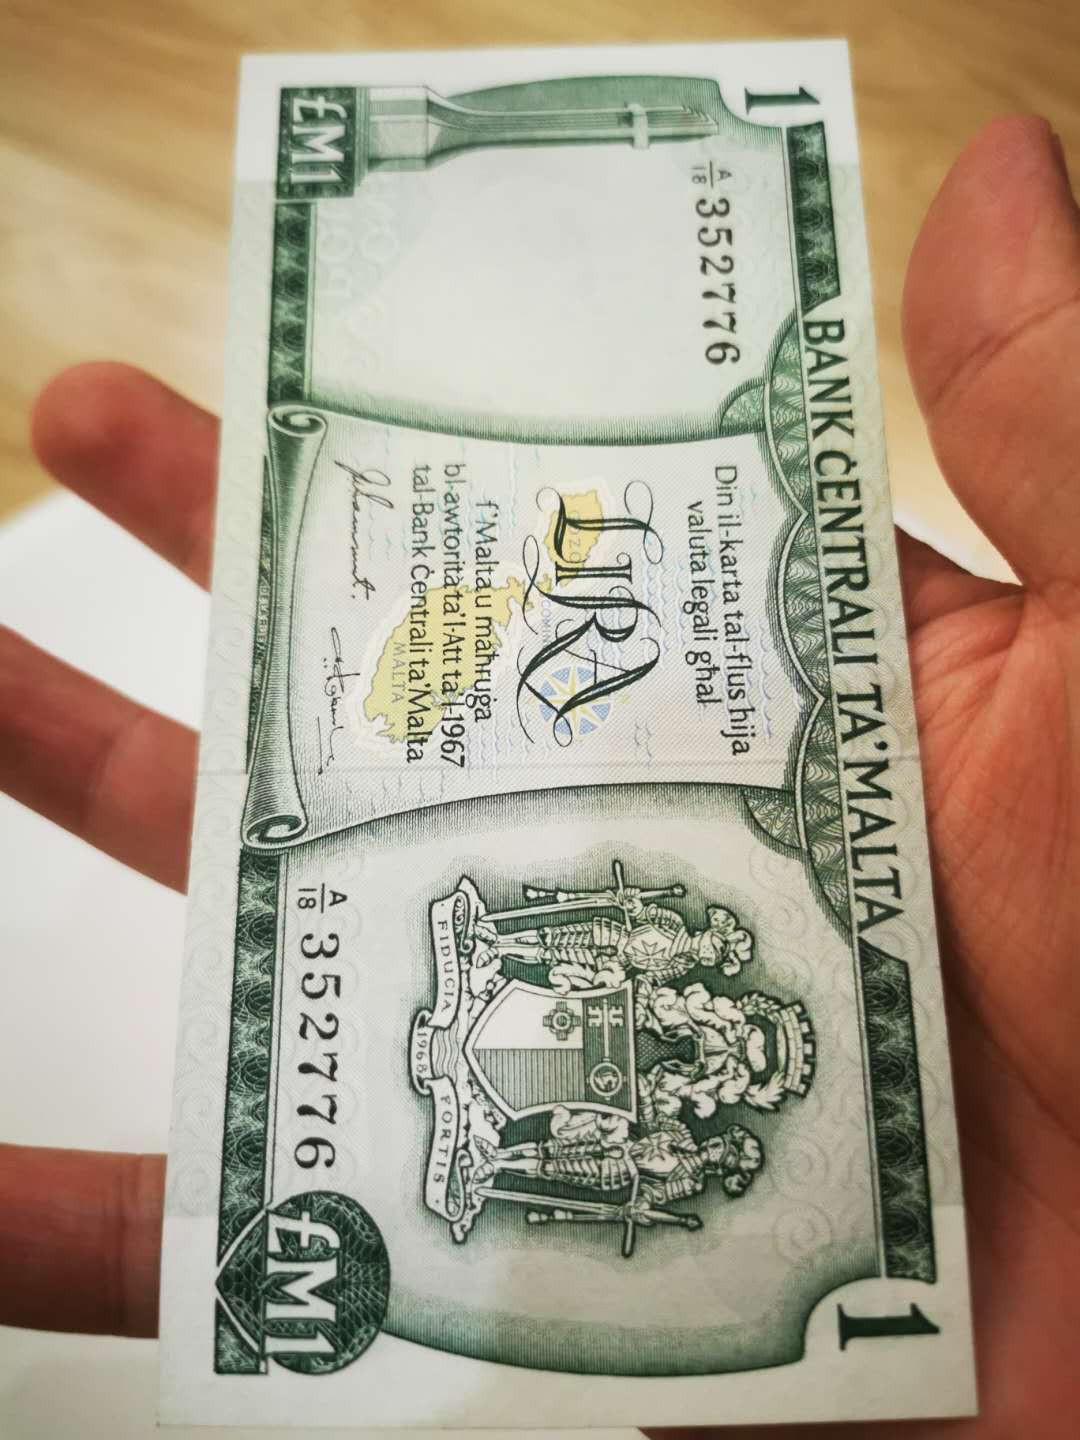 1
BANK ĊENTRALI TA' MALTA
1
A/18 352776
Din il-karta tal-flus hija
valuta legali għal
LIRA
GOZO
COMINO
MALTA
f'Malta u maħruġa
bl-awtorità ta' l-Att ta' l-1967
tal-Bank Ċentrali ta' Malta
FIDUCIA 1968 FORTIS
A/18 352776
£M1
£M1